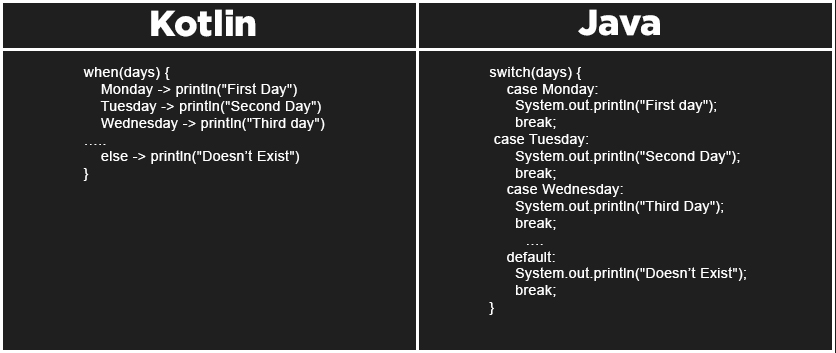 Kotlin
when(days) {
Monday -> println("First Day")
Tuesday -> println("Second Day")
Wednesday -> println("Third day")
.....
else -> println("Doesn’t Exist")
}
Java
switch(days) {
case Monday:
System.out.println("First day");
break;
case Tuesday:
System.out.println("Second Day");
break;
case Wednesday:
System.out.println("Third Day");
break;
....
default:
System.out.println("Doesn’t Exist");
break;
}